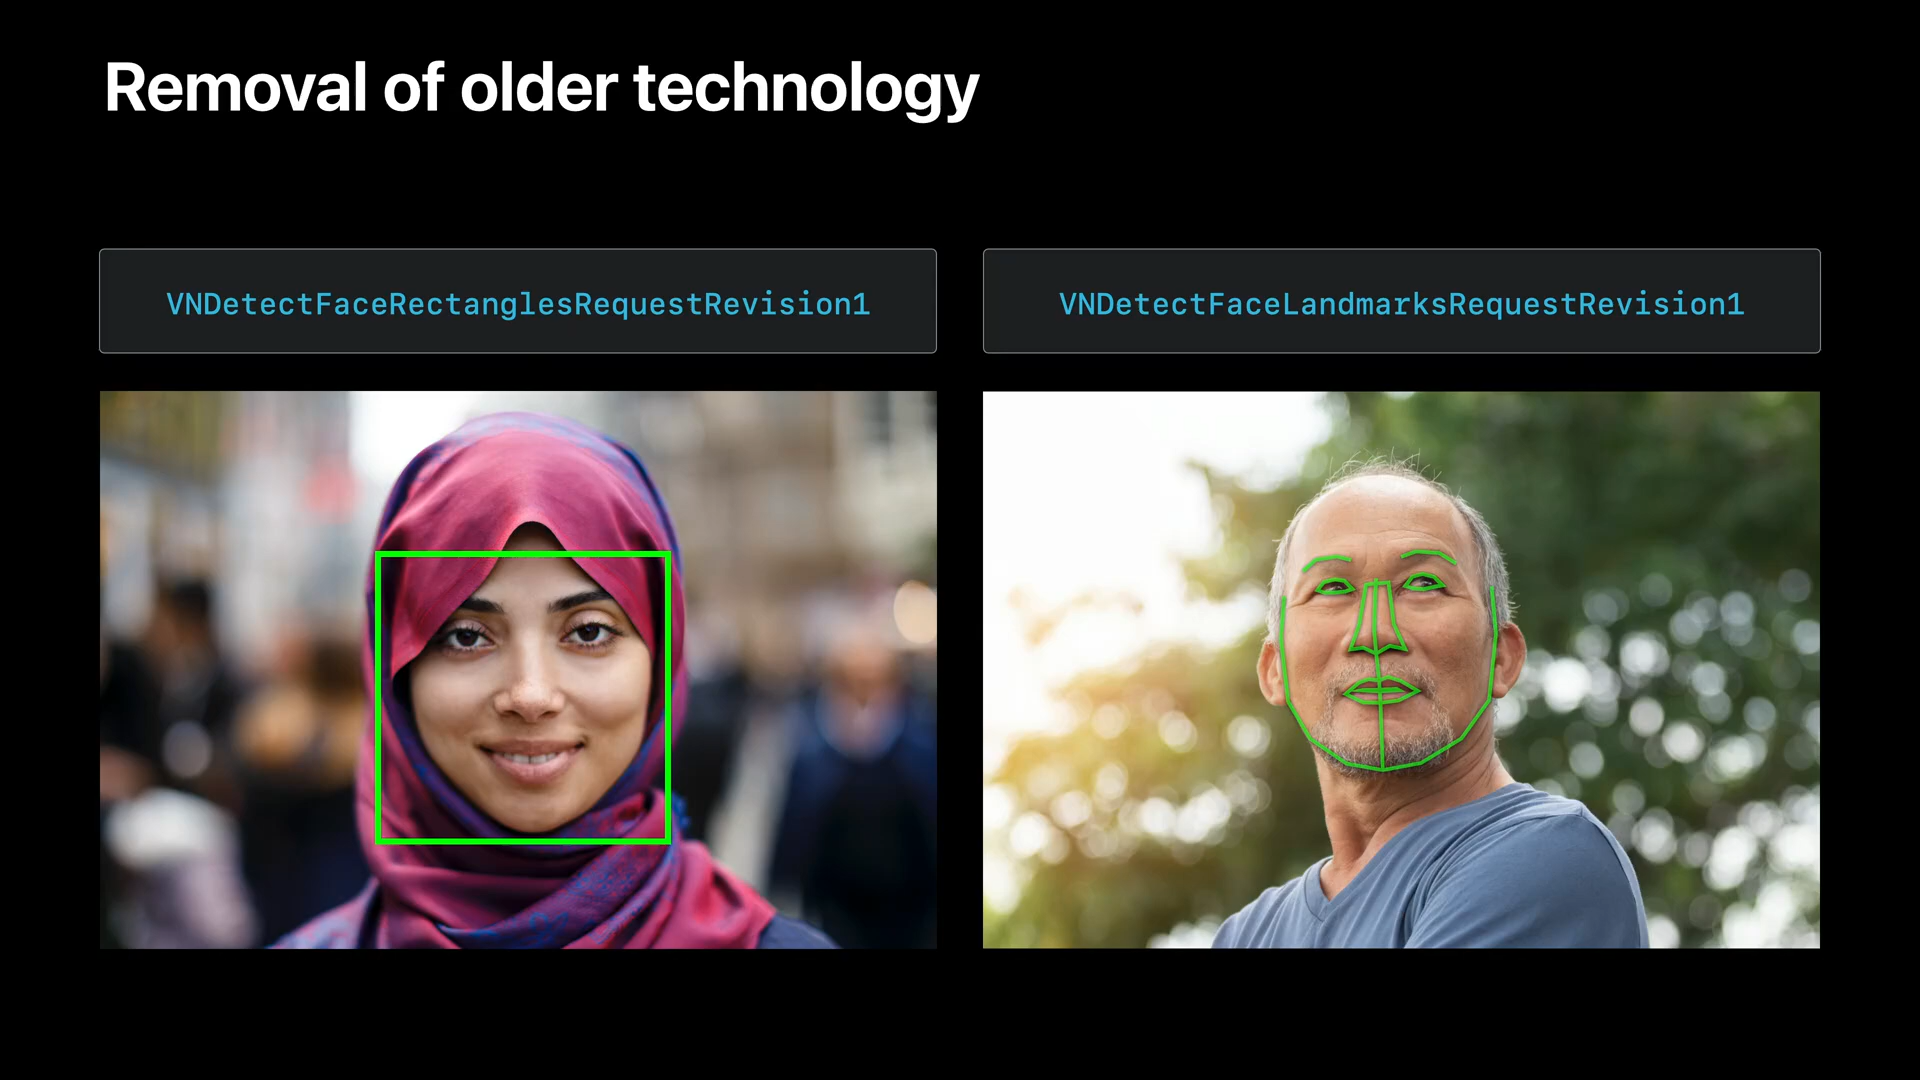 Removal of older technology
VNDetectFaceRectanglesRequestRevision1
VNDetectFaceLandmarksRequestRevision1